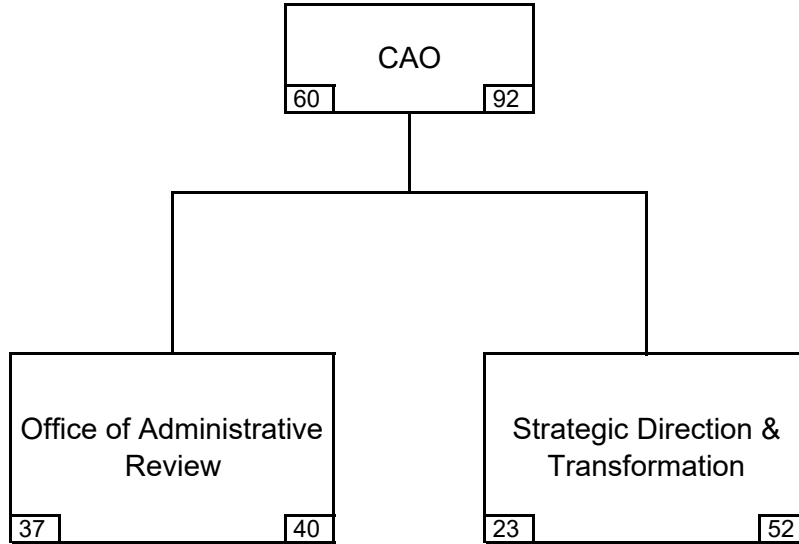 CAO
60
92
Office of Administrative
Review
37
40
Strategic Direction &
Transformation
23
52